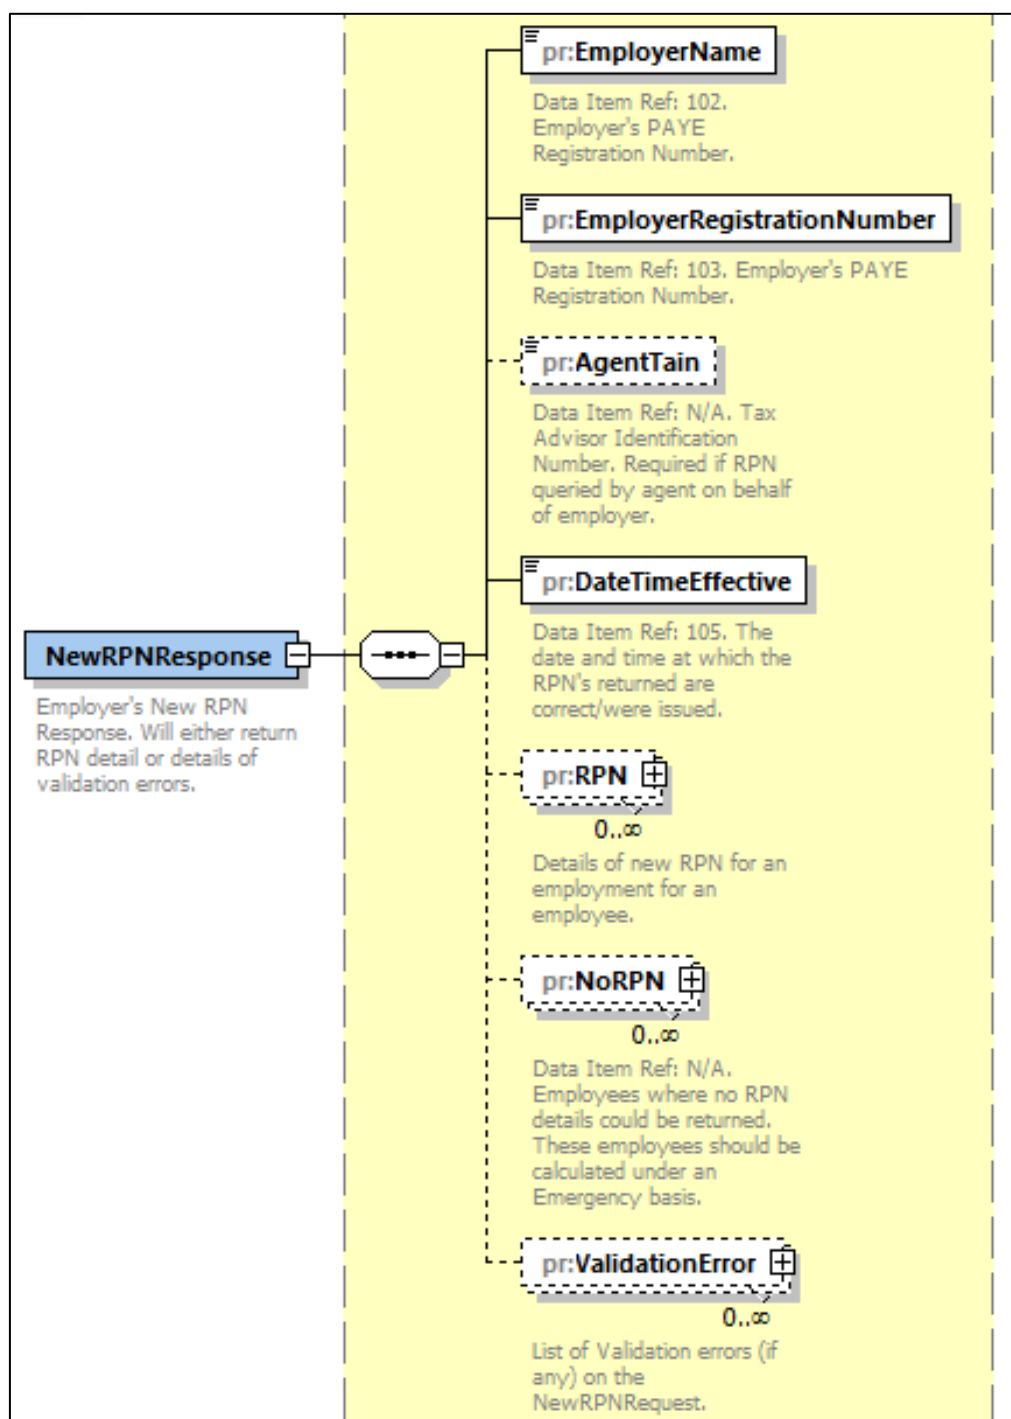 pr:EmployerName
Data Item Ref: 102.
Employer's PAYE
Registration Number.
pr:EmployerRegistrationNumber
Data Item Ref: 103. Employer's PAYE
Registration Number.
pr:AgentTain
Data Item Ref: N/A. Tax
Advisor Identification
Number. Required if RPN
queried by agent on behalf
of employer.
pr:DateTimeEffective
Data Item Ref: 105. The
date and time at which the
RPN's returned are
correct/were issued.
NewRPNResponse
Employer's New RPN
Response. Will either return
RPN detail or details of
validation errors.
pr:RPN
0..∞
Details of new RPN for an
employment for an
employee.
pr:NoRPN
0..∞
Data Item Ref: N/A.
Employees where no RPN
details could be returned.
These employees should be
calculated under an
Emergency basis.
pr:ValidationError
0..∞
List of Validation errors (if
any) on the
NewRPNRequest.